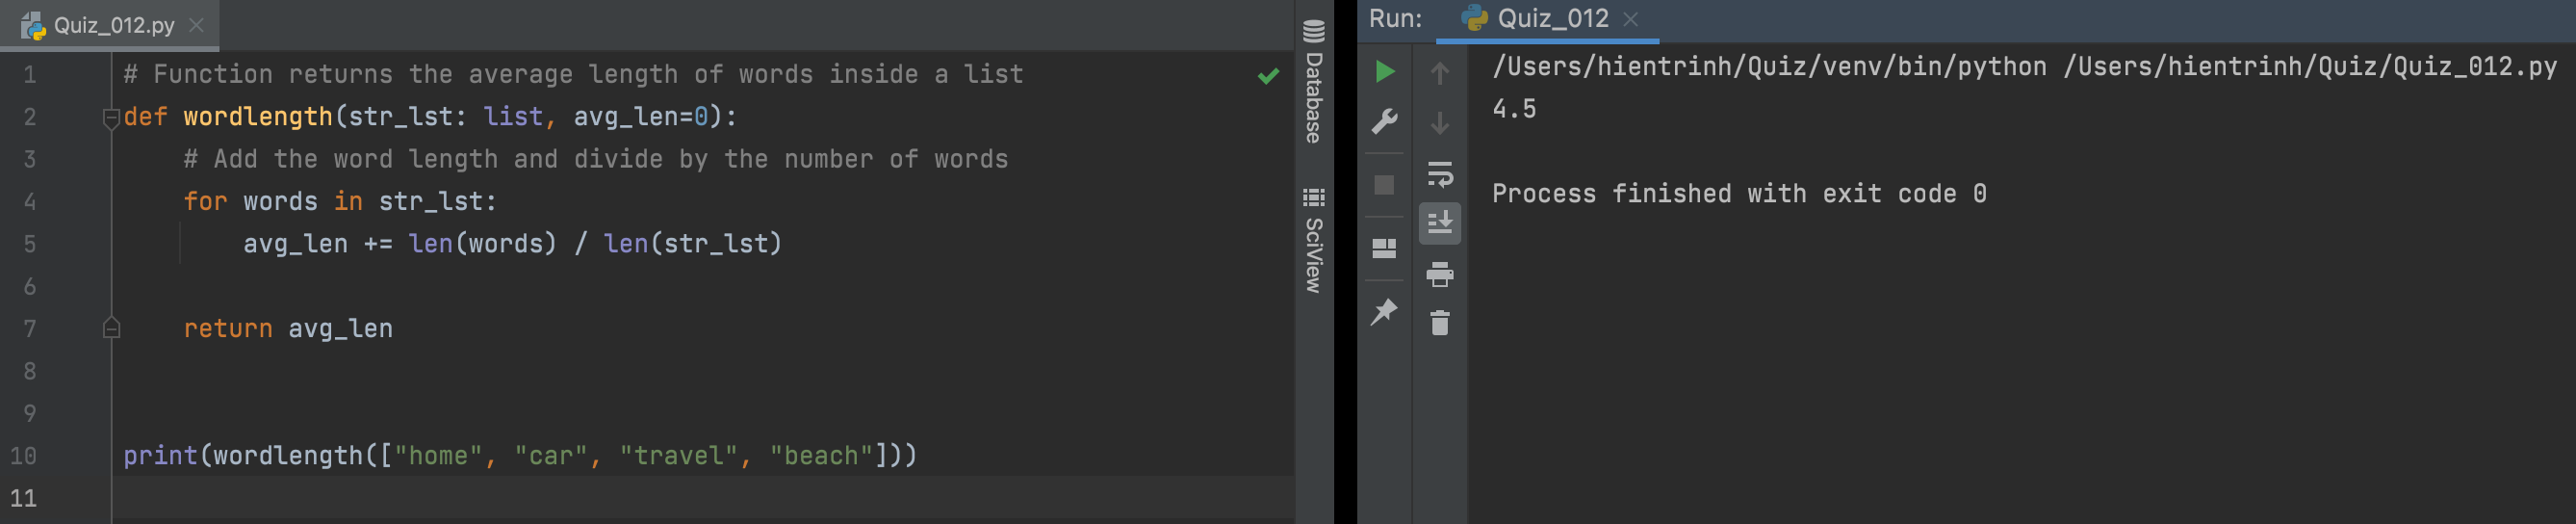 Quiz_012.py
1 # Function returns the average length of words inside a list
2 def wordlength(str_lst: list, avg_len=0):
3 # Add the word length and divide by the number of words
4 for words in str_lst:
5 avg_len += len(words) / len(str_lst)
6
7 return avg_len
8
9
10 print(wordlength(["home", "car", "travel", "beach"]))
11
Database
SciView
Run: Quiz_012
/Users/hientrinh/Quiz/venv/bin/python /Users/hientrinh/Quiz/Quiz_012.py
4.5
Process finished with exit code 0